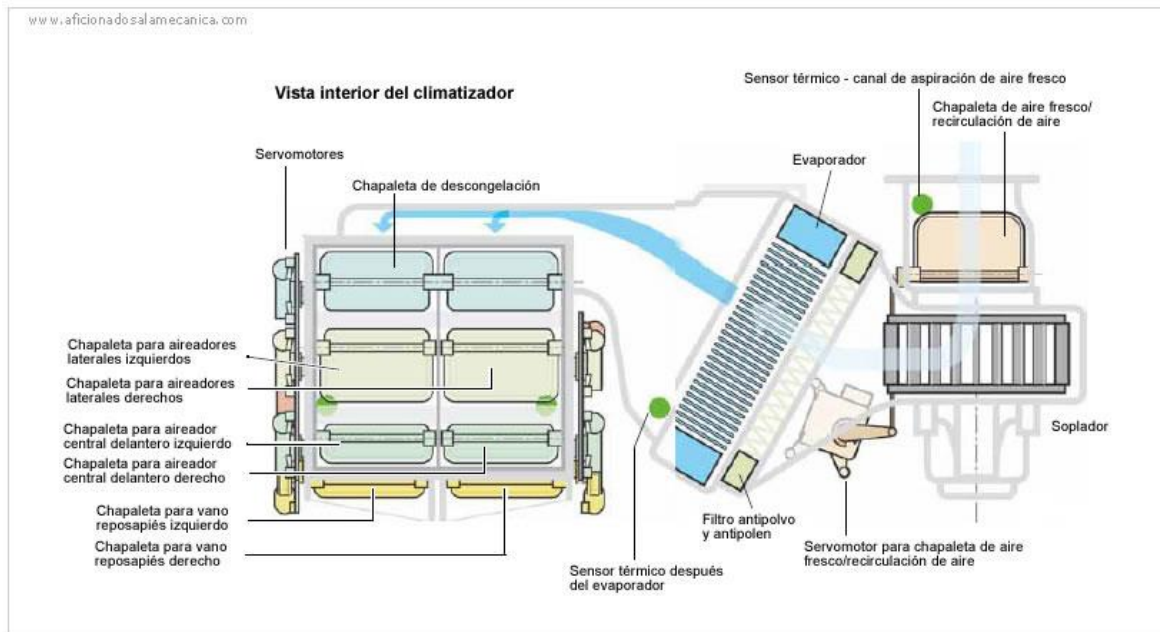 www.aficionadosalamecanica.com
Sensor térmico - canal de aspiración de aire fresco
Vista interior del climatizador
Chapaleta de aire fresco/
recirculación de aire
Servomotores
Evaporador
Chapaleta de descongelación
Chapaleta para aireadores
laterales izquierdos
Chapaleta para aireadores
laterales derechos
Chapaleta para aireador
central delantero izquierdo
Chapaleta para aireador
central delantero derecho
Soplador
Chapaleta para vano
reposapiés izquierdo
Chapaleta para vano
reposapiés derecho
Filtro antipolvo
y antipolen
Servomotor para chapaleta de aire
fresco/recirculación de aire
Sensor térmico después
del evaporador